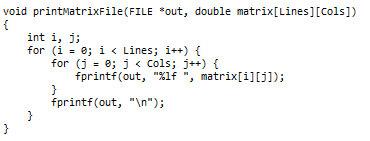 void printMatrixFile(FILE *out, double matrix[Lines][Cols])
{
    int i, j;
    for (i = 0; i < Lines; i++) {
        for (j = 0; j < Cols; j++) {
            fprintf(out, "%lf ", matrix[i][j]);
        }
        fprintf(out, "\n");
    }
}